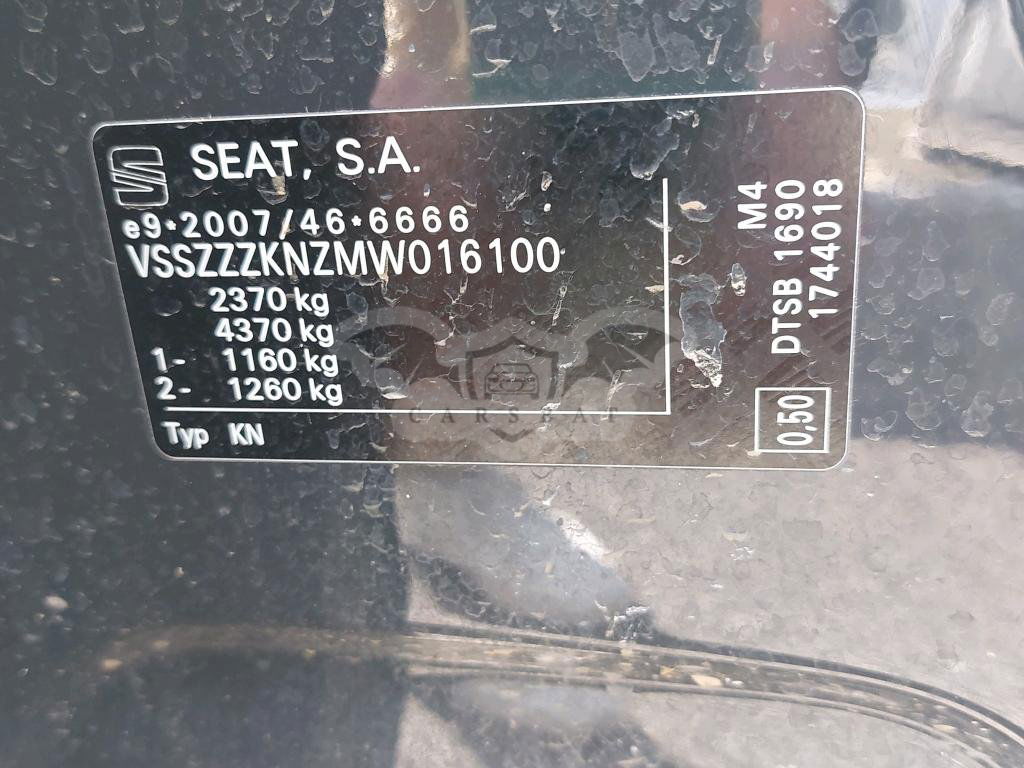 SEAT, S.A.
e9*2007/46*6666
VSSZZZKNZMW016100
2370 kg
4370 kg
1- 1160 kg
2- 1260 kg
Typ KN
M4
DTSB 1690
1744018
0,50
CARSEAT